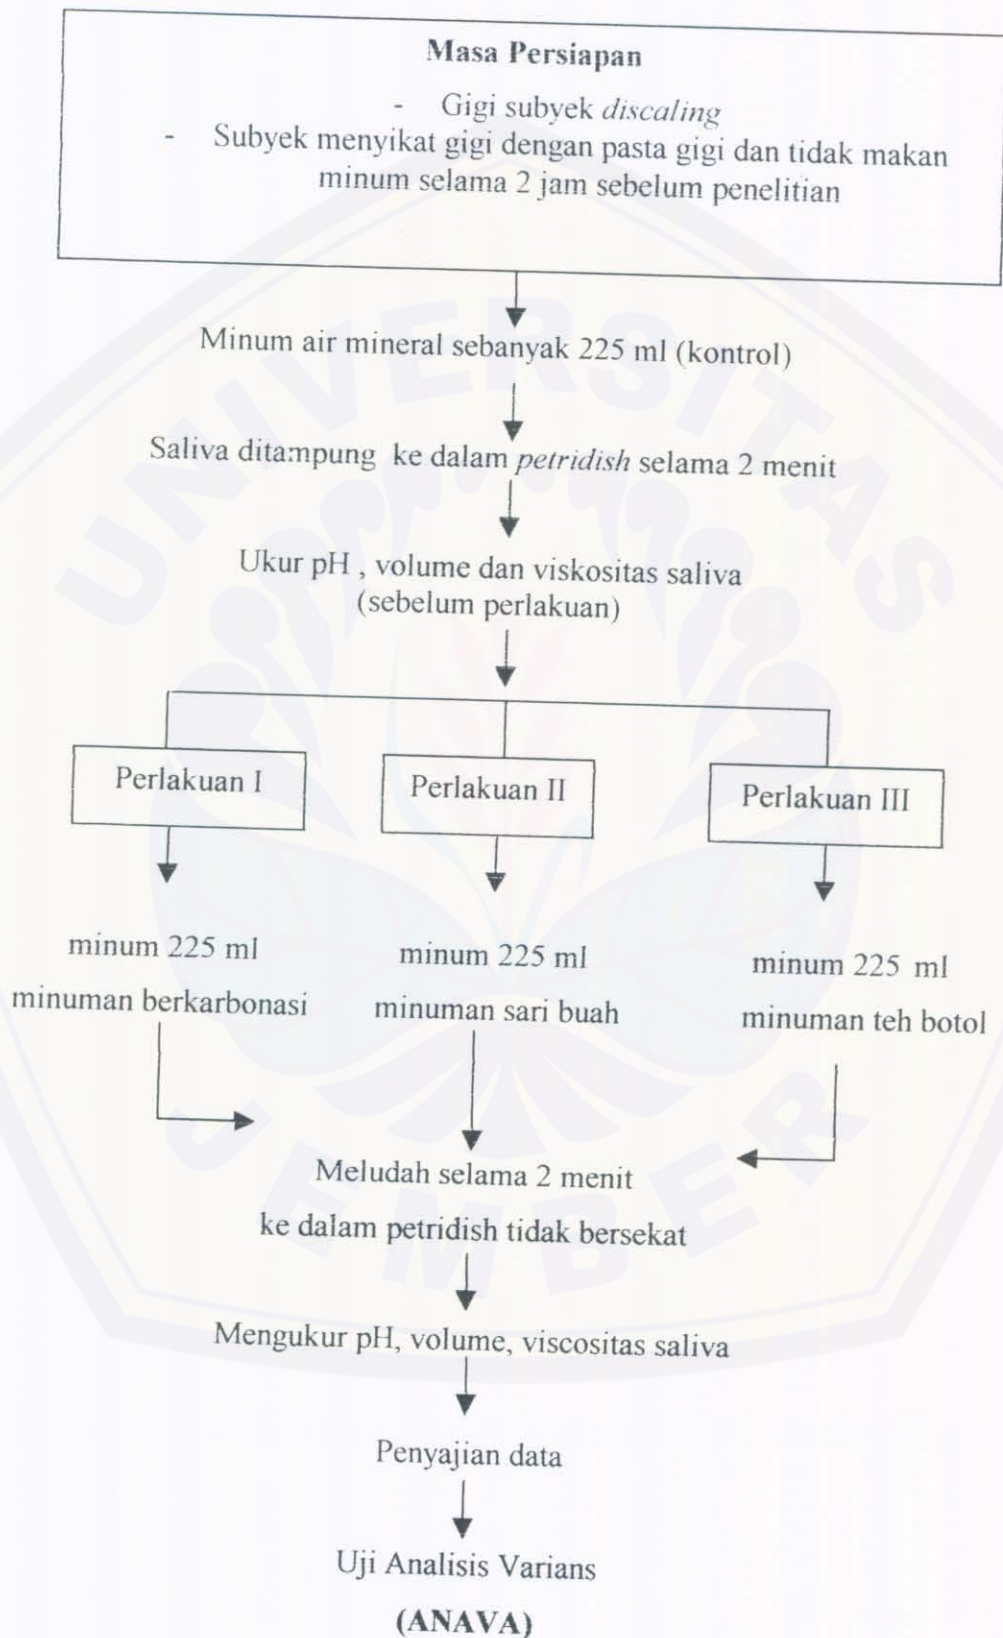 Masa Persiapan
- Gigi subyek discaling
- Subyek menyikat gigi dengan pasta gigi dan tidak makan
minum selama 2 jam sebelum penelitian
Minum air mineral sebanyak 225 ml (kontrol)
Saliva ditampung ke dalam petridish selama 2 menit
Ukur pH , volume dan viskositas saliva
(sebelum perlakuan)
Perlakuan I
Perlakuan II
Perlakuan III
minum 225 ml
minuman berkarbonasi
minum 225 ml
minuman sari buah
minum 225 ml
minuman teh botol
Meludah selama 2 menit
ke dalam petridish tidak bersekat
Mengukur pH, volume, viscositas saliva
Penyajian data
Uji Analisis Varians
(ANAVA)
UNIVERSITAS
JEMBER